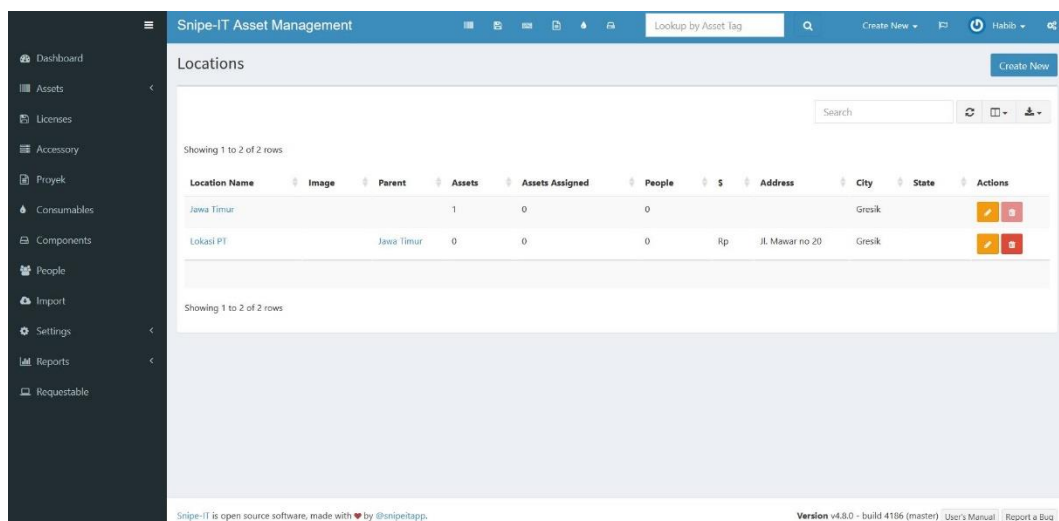 Snipe-IT Asset Management
Lookup by Asset Tag
Create New
Habib
Dashboard
Assets
Licenses
Accessory
Proyek
Consumables
Components
People
Import
Settings
Reports
Requestable
Locations
Create New
Search
Showing 1 to 2 of 2 rows
Location Name Image Parent Assets Assets Assigned People $ Address City State Actions
Jawa Timur 1 0 0 Gresik
Lokasi PT Jawa Timur 0 0 0 Rp Jl. Mawar no 20 Gresik
Showing 1 to 2 of 2 rows
Snipe-IT is open source software, made with ♥ by @snipeitapp.
Version v4.8.0 - build 4186 (master) User's Manual Report a Bug